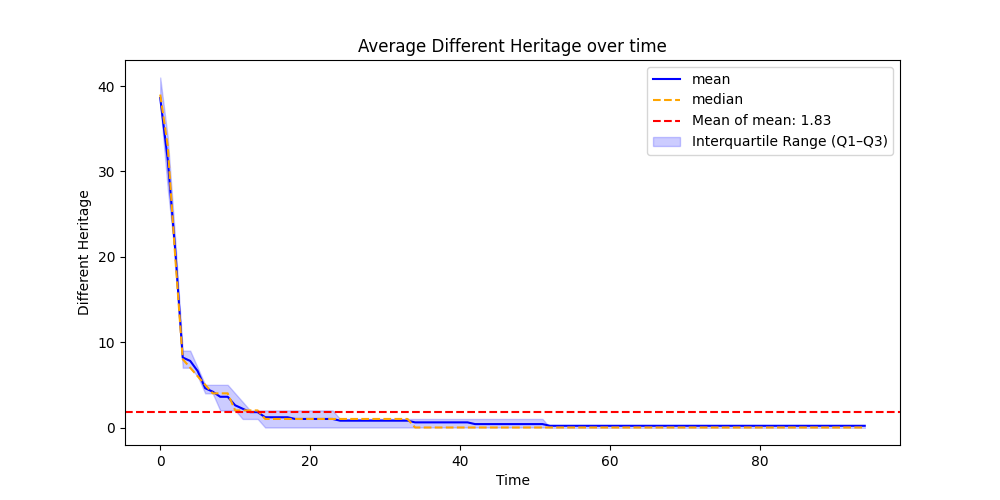 Average Different Heritage over time
mean
median
Mean of mean: 1.83
Interquartile Range (Q1–Q3)
Different Heritage
40
30
20
10
0
0 20 40 60 80
Time